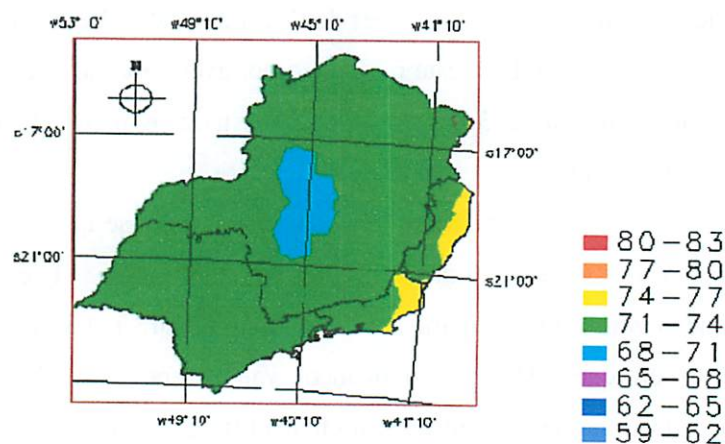 w53° 0'
w49°10'
w45°10'
w41°10'
N
s17°00'
s17°00'
s21°00'
s21°00'
80-83
77-80
74-77
71-74
68-71
65-68
62-65
59-62
w49°10'
w45°10'
w41°10'